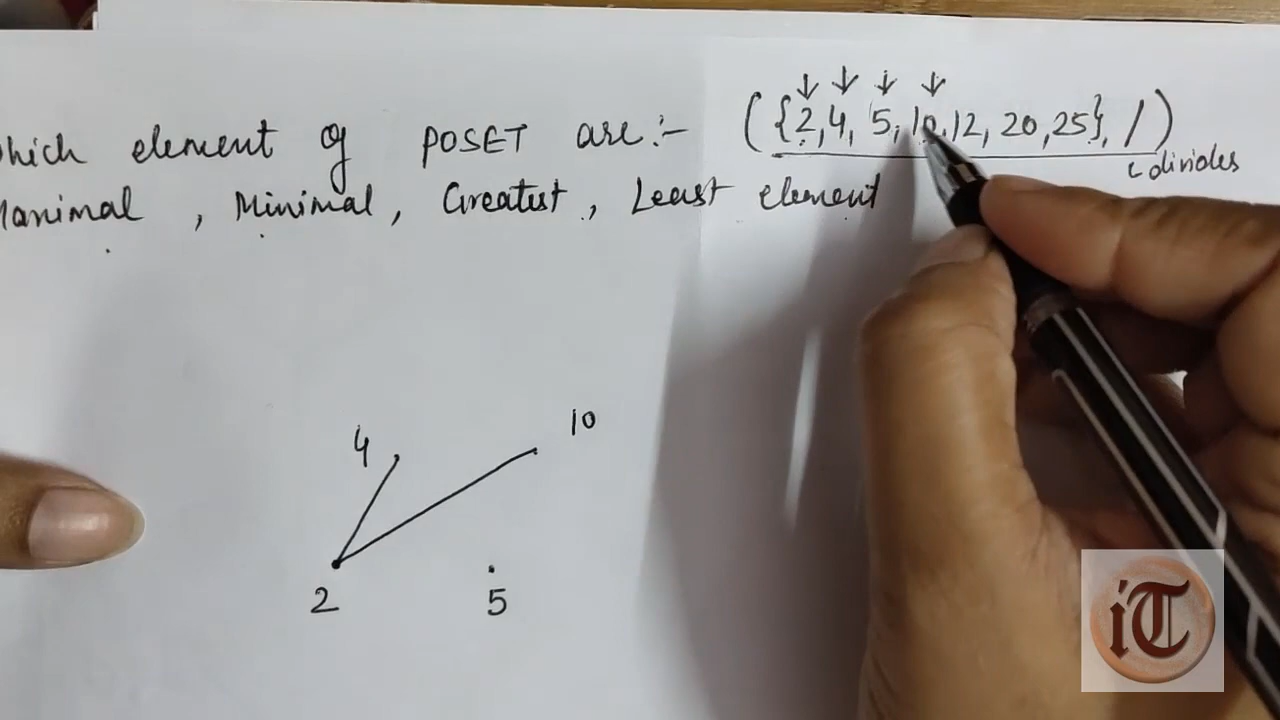 which element of POSET are:- ({2,4, 5, 10, 12, 20, 25}, /)
divides
Maximal , Minimal, Greatest, Least element
4
10
2
5
iT